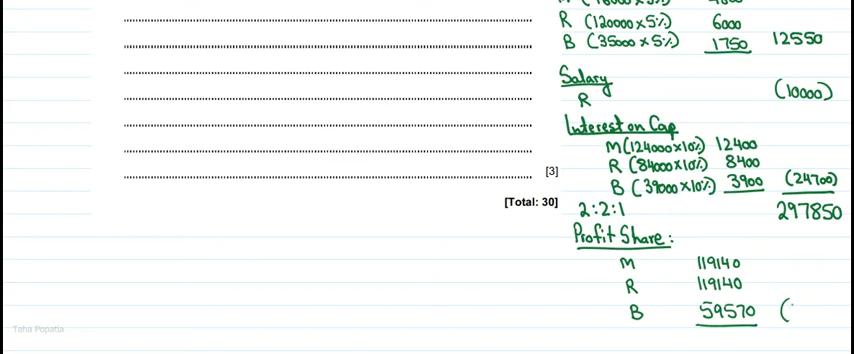 R (120000 x 5%) 6000
B (35000 x 5%) 1750 12550
Salary
R (10000)
Interest on Cap
M (124000 x 10%) 12400
R (84000 x 10%) 8400
[3]
B (39000 x 10%) 3900 (24700)
[Total: 30]
2:2:1 297850
Profit Share:
M 119140
R 119140
B 59570 (
Taha Popatia